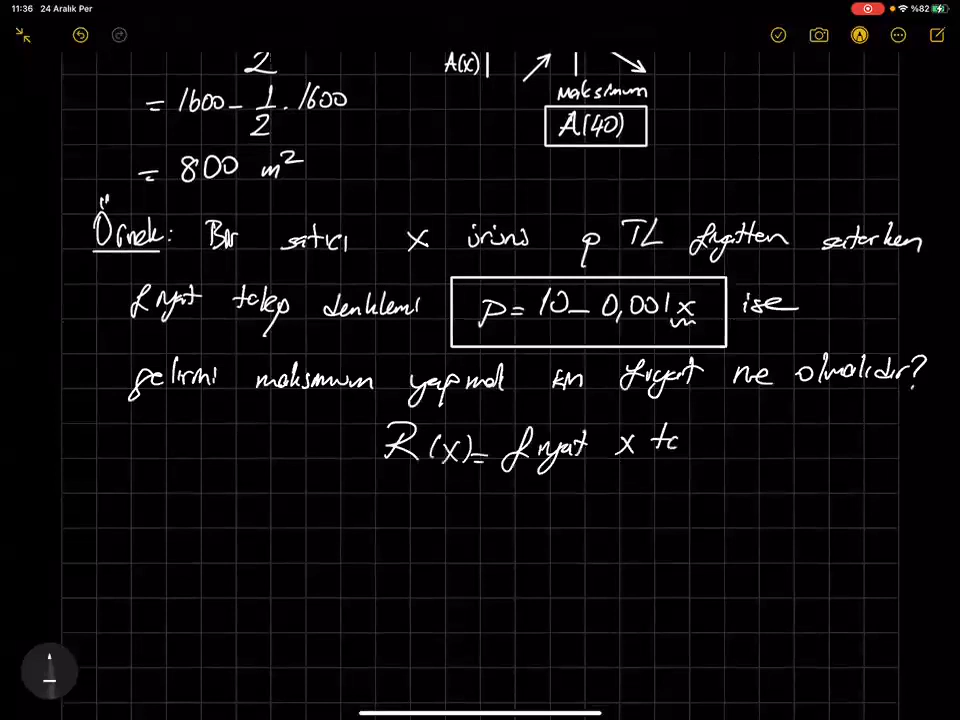 11:36 24 Aralık Per %82
2 A(x)
= 1600 - 1/2 . 1600 maksimum
A(40)
= 800 m²
Örnek: Bir satıcı x ürünü p TL fiyattan satarken
fiyat talep denklemi p = 10 - 0,001x ise
gelirini maksimum yapmak için fiyat ne olmalıdır?
R(x) = fiyat x ta